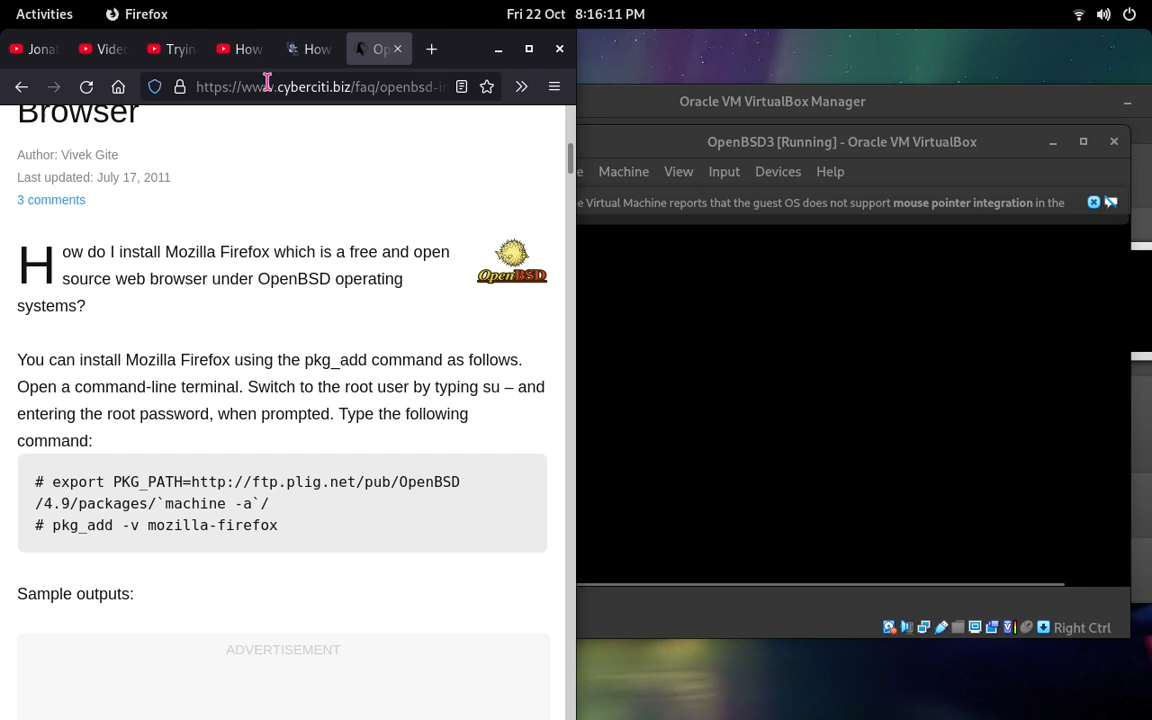 Activities
Firefox
Fri 22 Oct 8:16:11 PM
Jona
Video
Tryin
How
How
Op
https://www.cyberciti.biz/faq/openbsd-in
Browser
Author: Vivek Gite
Last updated: July 17, 2011
3 comments
How do I install Mozilla Firefox which is a free and open
source web browser under OpenBSD operating
systems?
OpenBSD
You can install Mozilla Firefox using the pkg_add command as follows.
Open a command-line terminal. Switch to the root user by typing su – and
entering the root password, when prompted. Type the following
command:
# export PKG_PATH=http://ftp.plig.net/pub/OpenBSD
/4.9/packages/`machine -a`/
# pkg_add -v mozilla-firefox
Sample outputs:
ADVERTISEMENT
Oracle VM VirtualBox Manager
OpenBSD3 [Running] - Oracle VM VirtualBox
e Machine View Input Devices Help
e Virtual Machine reports that the guest OS does not support mouse pointer integration in the
Right Ctrl